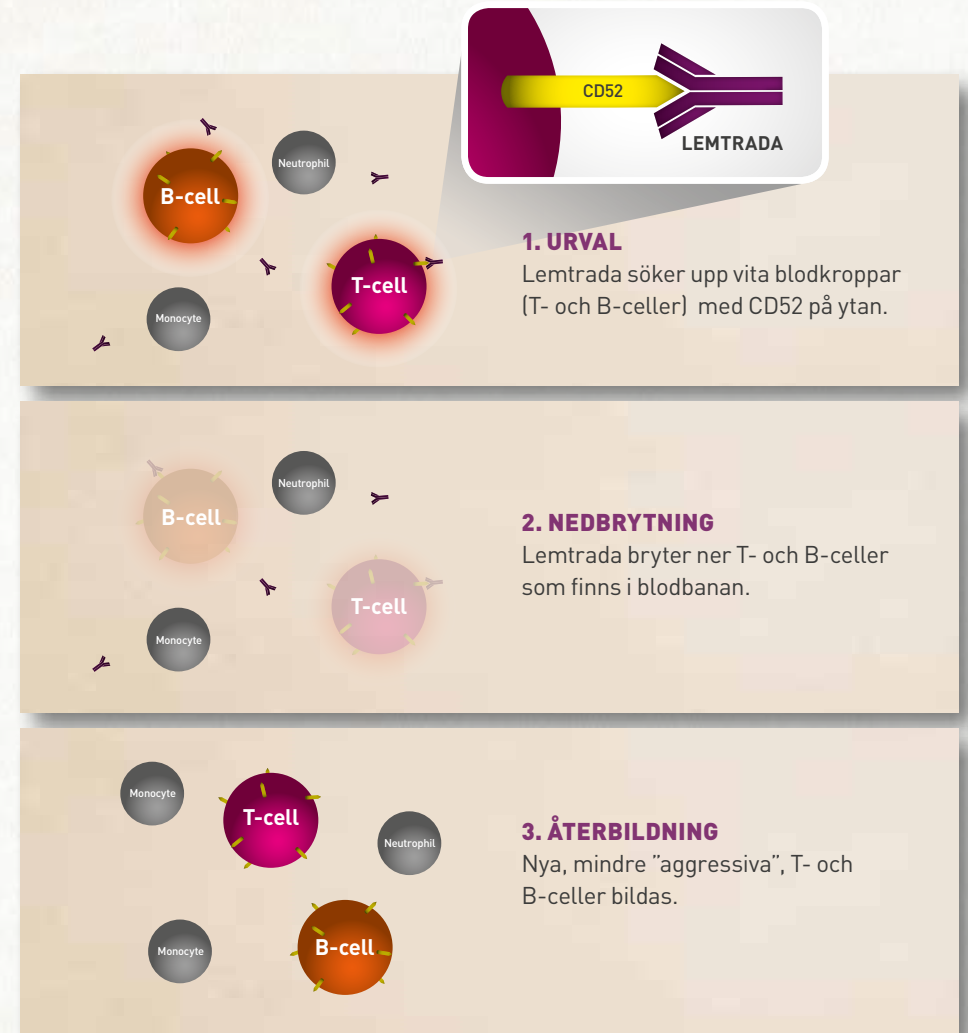 CD52
LEMTRADA
B-cell
Neutrophil
T-cell
Monocyte
1. URVAL
Lemtrada söker upp vita blodkroppar
(T- och B-celler) med CD52 på ytan.
B-cell
Neutrophil
T-cell
Monocyte
2. NEDBRYTNING
Lemtrada bryter ner T- och B-celler
som finns i blodbanan.
Monocyte
T-cell
Neutrophil
Monocyte
B-cell
3. ÅTERBILDNING
Nya, mindre ”aggressiva”, T- och
B-celler bildas.